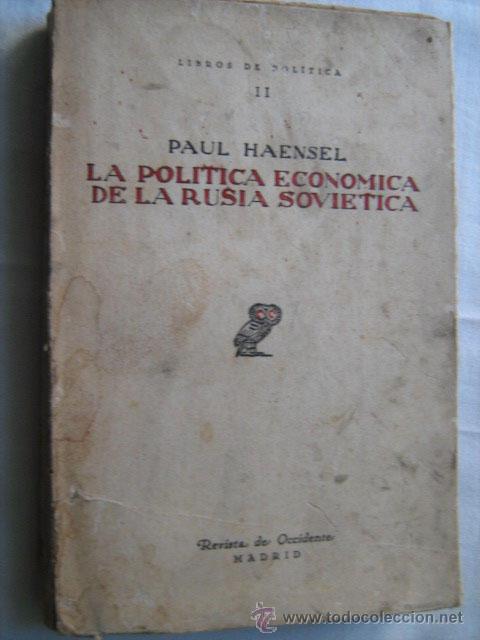 LIBROS DE POLITICA
II
PAUL HAENSEL
LA POLITICA ECONOMICA
DE LA RUSIA SOVIETICA
Revista de Occidente
MADRID
www.todocoleccion.net